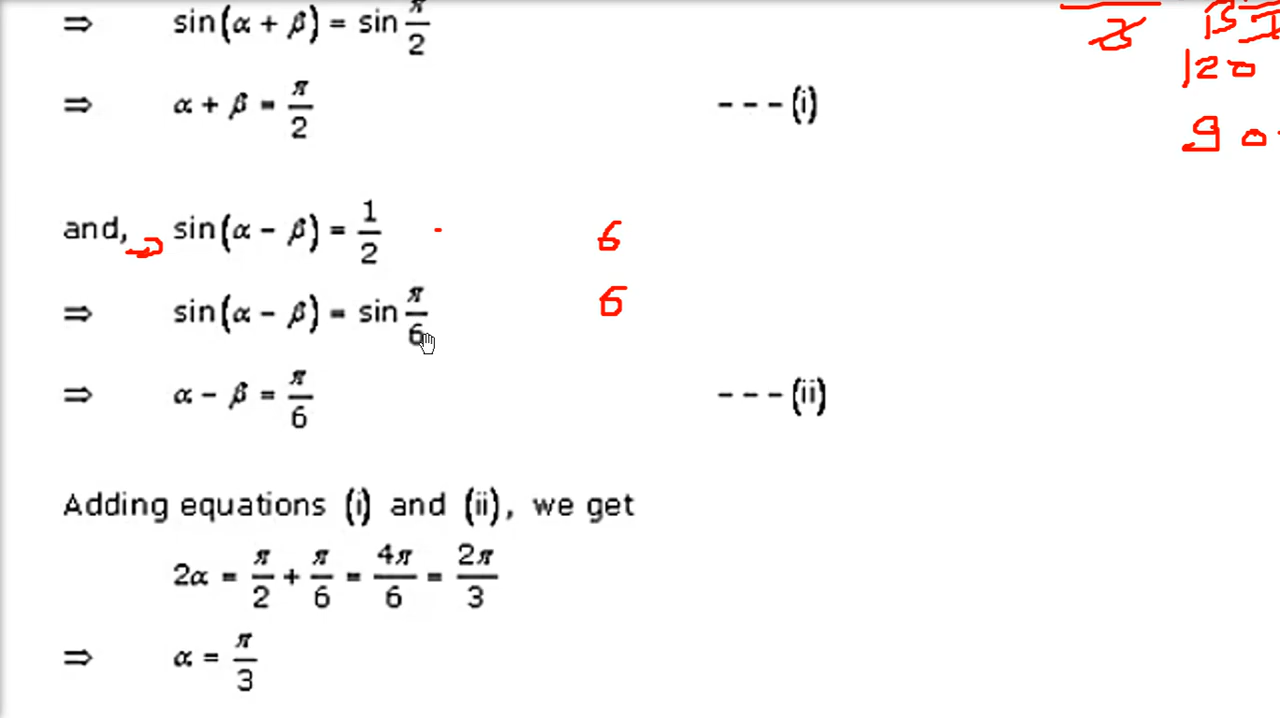 ⇒ sin(α + β) = sin π/2
⇒ α + β = π/2 ---(i)
and, sin(α - β) = 1/2 6
⇒ sin(α - β) = sin π/6 6
⇒ α - β = π/6 ---(ii)
Adding equations (i) and (ii), we get
2α = π/2 + π/6 = 4π/6 = 2π/3
⇒ α = π/3
120
90